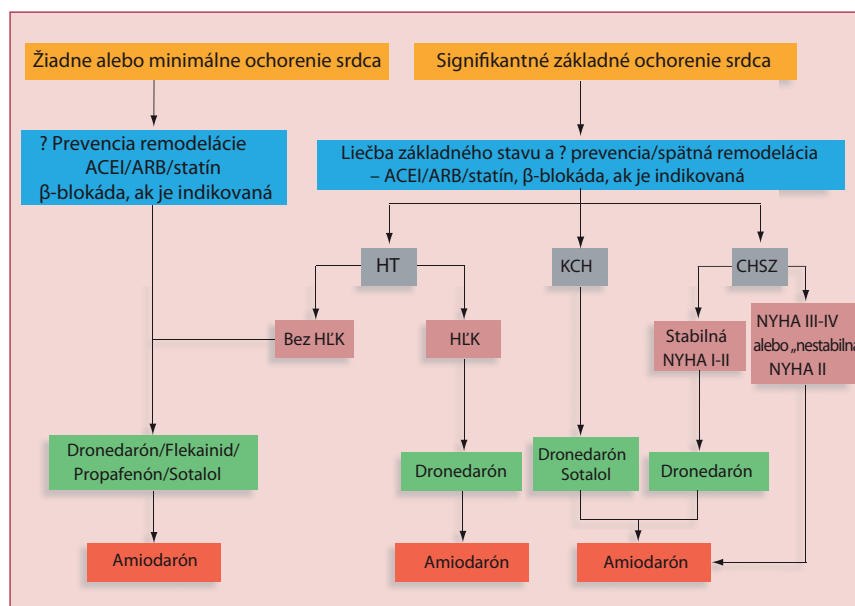 Žiadne alebo minimálne ochorenie srdca
Signifikantné základné ochorenie srdca
? Prevencia remodelácie
ACEI/ARB/statín
β-blokáda, ak je indikovaná
Liečba základného stavu a ? prevencia/spätná remodelácia
– ACEI/ARB/statín, β-blokáda, ak je indikovaná
HT
KCH
CHSZ
Bez HĽK
HĽK
Stabilná
NYHA I-II
NYHA III-IV
alebo „nestabilná
NYHA II
Dronedarón/Flekainid/
Propafenón/Sotalol
Dronedarón
Dronedarón
Sotalol
Dronedarón
Amiodarón
Amiodarón
Amiodarón